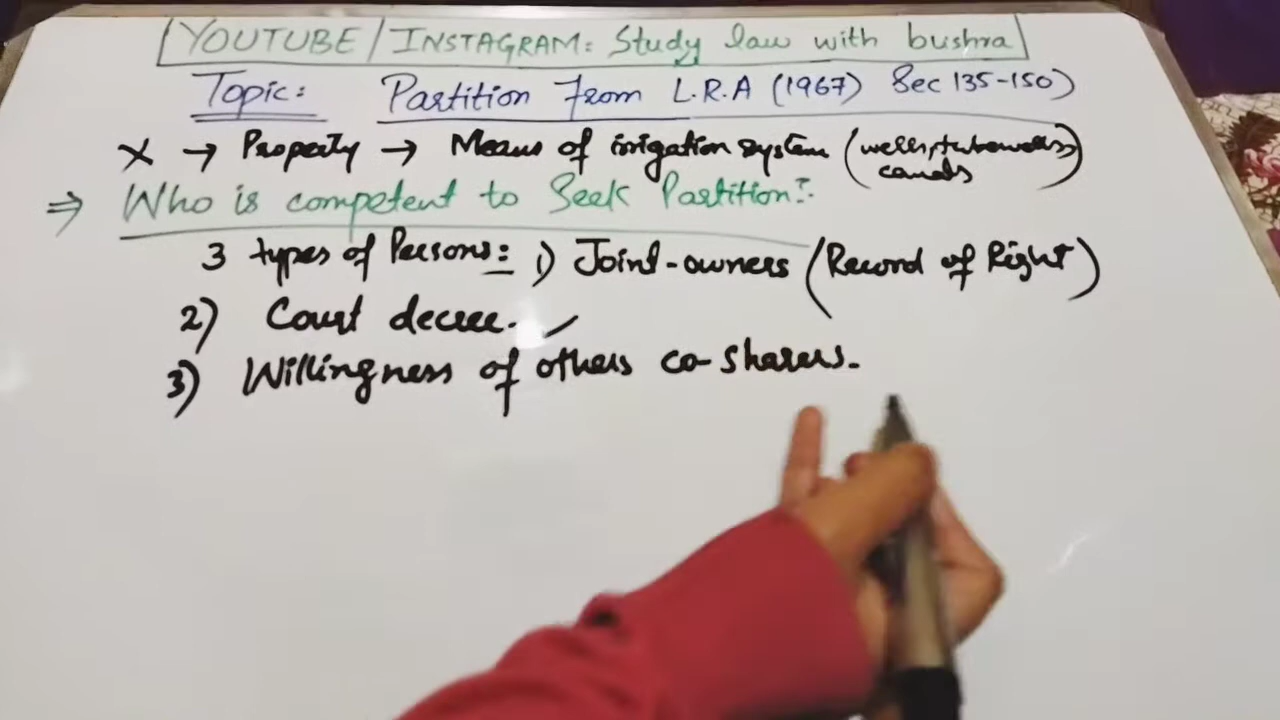 YOUTUBE/INSTAGRAM: Study law with bushra
Topic: Partition From L.R.A (1967) Sec 135-150)
X → Property → Means of irrigation system (wells, tubewells, canals)
⇒ Who is competent to Seek Partition?
3 types of Persons: 1) Joint-owners (Record of Right)
2) Court decree. ✓
3) Willingness of others co-sharers.